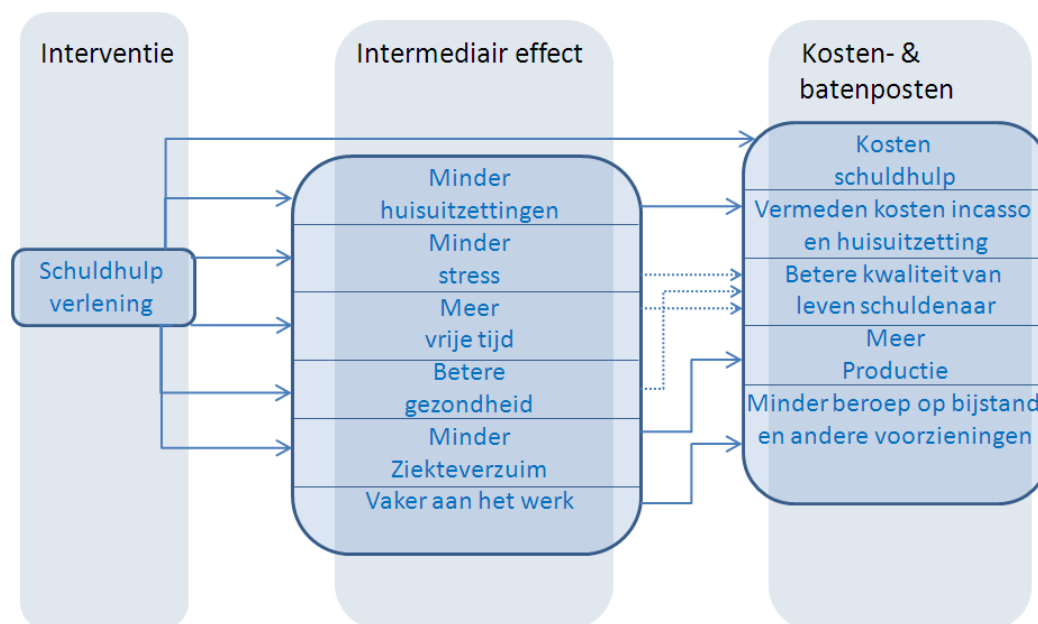 Interventie
Intermediair effect
Kosten- &
batenposten
Schuldhulp
verlening
Minder
huisuitzettingen
Minder
stress
Meer
vrije tijd
Betere
gezondheid
Minder
Ziekteverzuim
Vaker aan het werk
Kosten
schuldhulp
Vermeden kosten incasso
en huisuitzetting
Betere kwaliteit van
leven schuldenaar
Meer
Productie
Minder beroep op bijstand
en andere voorzieningen